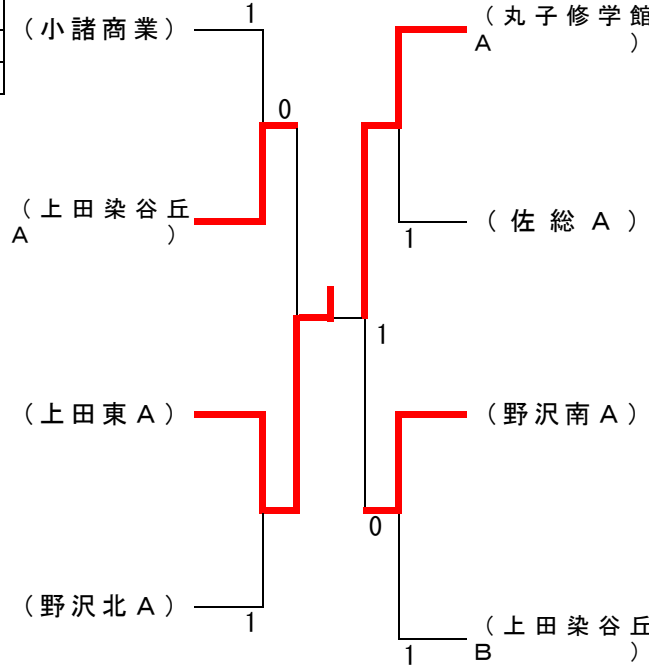 (小諸商業)
1
0
(上田染谷丘
A )
(上田東A)
(野沢北A)
1
(丸子修学館
A )
(佐総A)
1
1
(野沢南A)
0
(上田染谷丘
B )
1